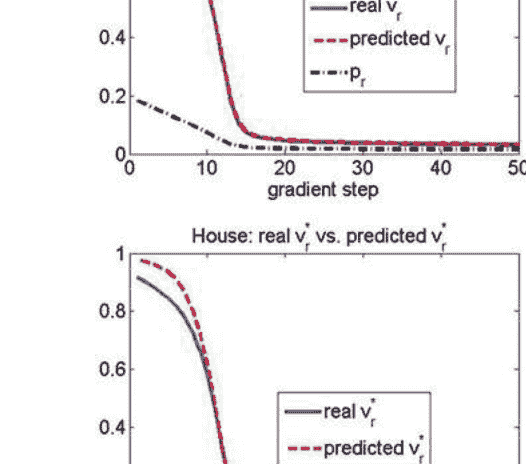 real v_r
0.4
predicted v_r
p_r
0.2
0
0 10 20 30 40 50
gradient step
House: real v_r^* vs. predicted v_r^*
1
0.8
0.6
real v_r^*
0.4
predicted v_r^*